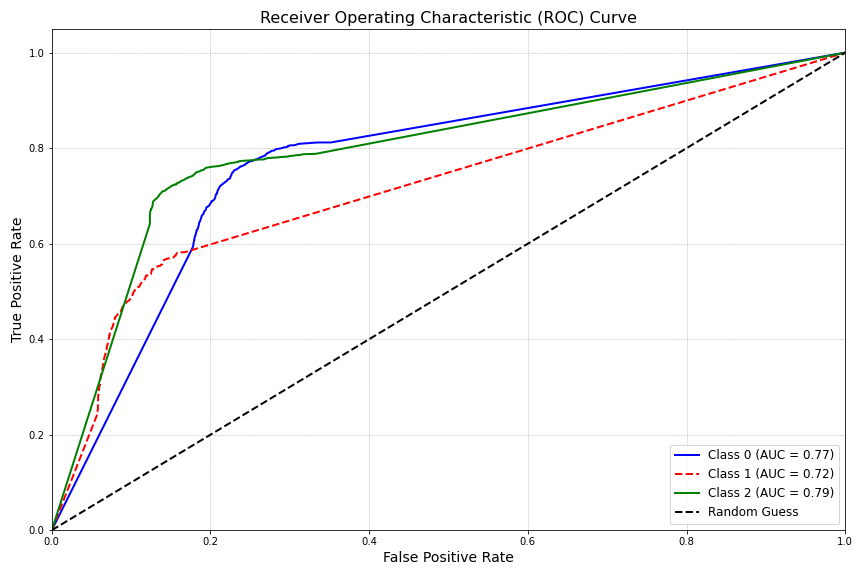 Receiver Operating Characteristic (ROC) Curve
True Positive Rate
1.0
0.8
0.6
0.4
0.2
0.0
Class 0 (AUC = 0.77)
Class 1 (AUC = 0.72)
Class 2 (AUC = 0.79)
Random Guess
0.0 0.2 0.4 0.6 0.8 1.0
False Positive Rate